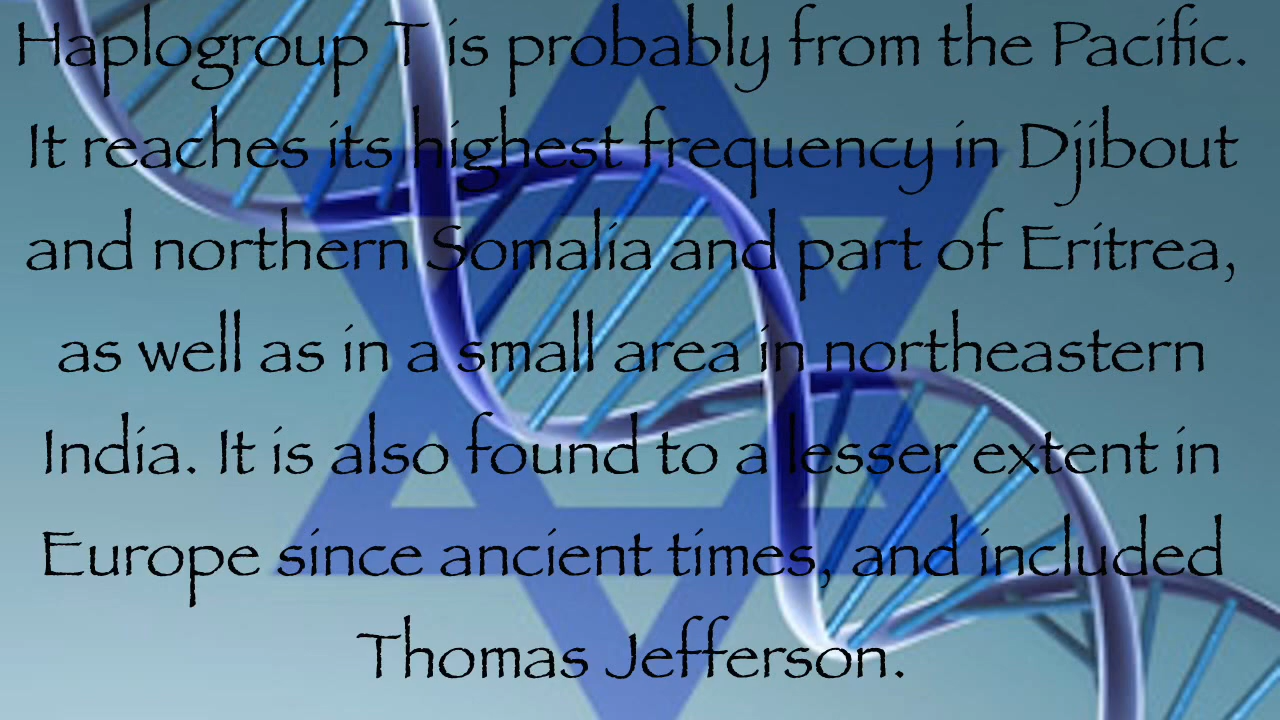 Haplogroup T is probably from the Pacific.
It reaches its highest frequency in Djibout
and northern Somalia and part of Eritrea,
as well as in a small area in northeastern
India. It is also found to a lesser extent in
Europe since ancient times, and included
Thomas Jefferson.